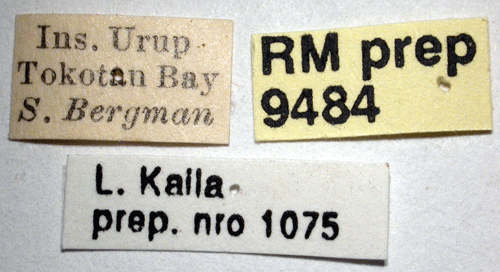 Ins. Urup
Tokotan Bay
S. Bergman
RM prep
9484
L. Kaila
prep. nro 1075